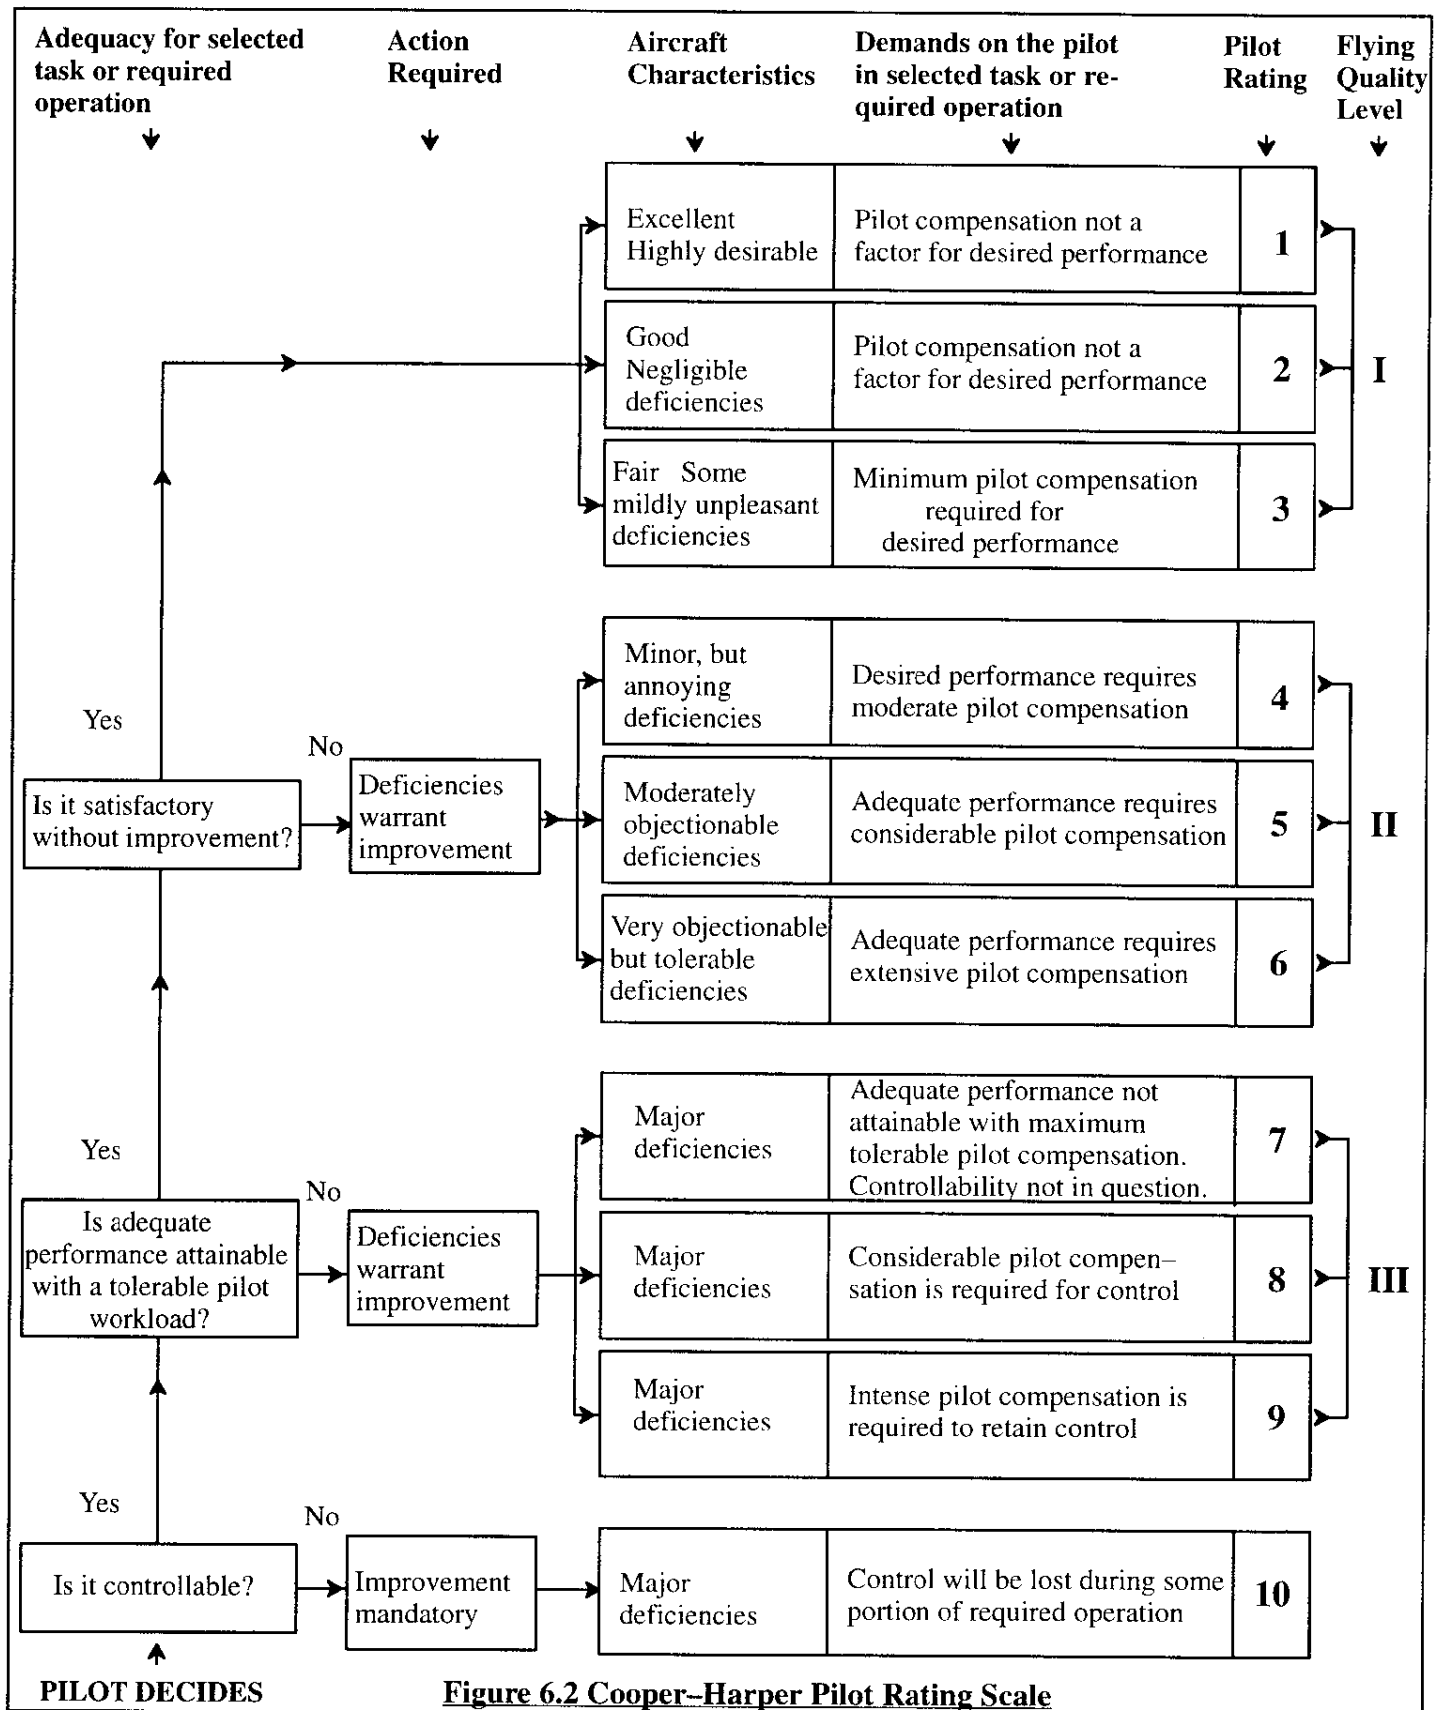 Adequacy for selected
task or required
operation
Action
Required
Aircraft
Characteristics
Demands on the pilot
in selected task or re-
quired operation
Pilot
Rating
Flying
Quality
Level
Excellent
Highly desirable
Pilot compensation not a
factor for desired performance
1
Good
Negligible
deficiencies
Pilot compensation not a
factor for desired performance
2
I
Fair Some
mildly unpleasant
deficiencies
Minimum pilot compensation
required for
desired performance
3
Yes
Is it satisfactory
without improvement?
No
Deficiencies
warrant
improvement
Minor, but
annoying
deficiencies
Desired performance requires
moderate pilot compensation
4
Moderately
objectionable
deficiencies
Adequate performance requires
considerable pilot compensation
5
II
Very objectionable
but tolerable
deficiencies
Adequate performance requires
extensive pilot compensation
6
Yes
Is adequate
performance attainable
with a tolerable pilot
workload?
No
Deficiencies
warrant
improvement
Major
deficiencies
Adequate performance not
attainable with maximum
tolerable pilot compensation.
Controllability not in question.
7
Major
deficiencies
Considerable pilot compen–
sation is required for control
8
III
Major
deficiencies
Intense pilot compensation is
required to retain control
9
Yes
Is it controllable?
No
Improvement
mandatory
Major
deficiencies
Control will be lost during some
portion of required operation
10
PILOT DECIDES
Figure 6.2 Cooper–Harper Pilot Rating Scale